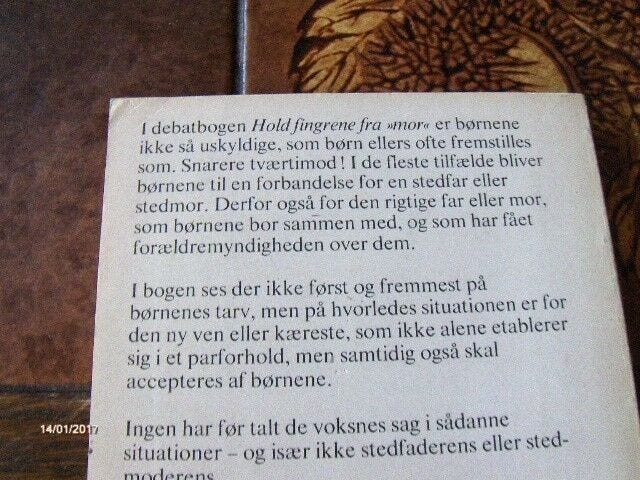 I debatbogen Hold fingrene fra »mor« er børnene
ikke så uskyldige, som børn ellers ofte fremstilles
som. Snarere tværtimod! I de fleste tilfælde bliver
børnene til en forbandelse for en stedfar eller
stedmor. Derfor også for den rigtige far eller mor,
som børnene bor sammen med, og som har fået
forældremyndigheden over dem.
I bogen ses der ikke først og fremmest på
børnenes tarv, men på hvorledes situationen er for
den ny ven eller kæreste, som ikke alene etablerer
sig i et parforhold, men samtidig også skal
accepteres af børnene.
Ingen har før talt de voksnes sag i sådanne
situationer – og især ikke stedfaderens eller sted-
moderens
14/01/2017